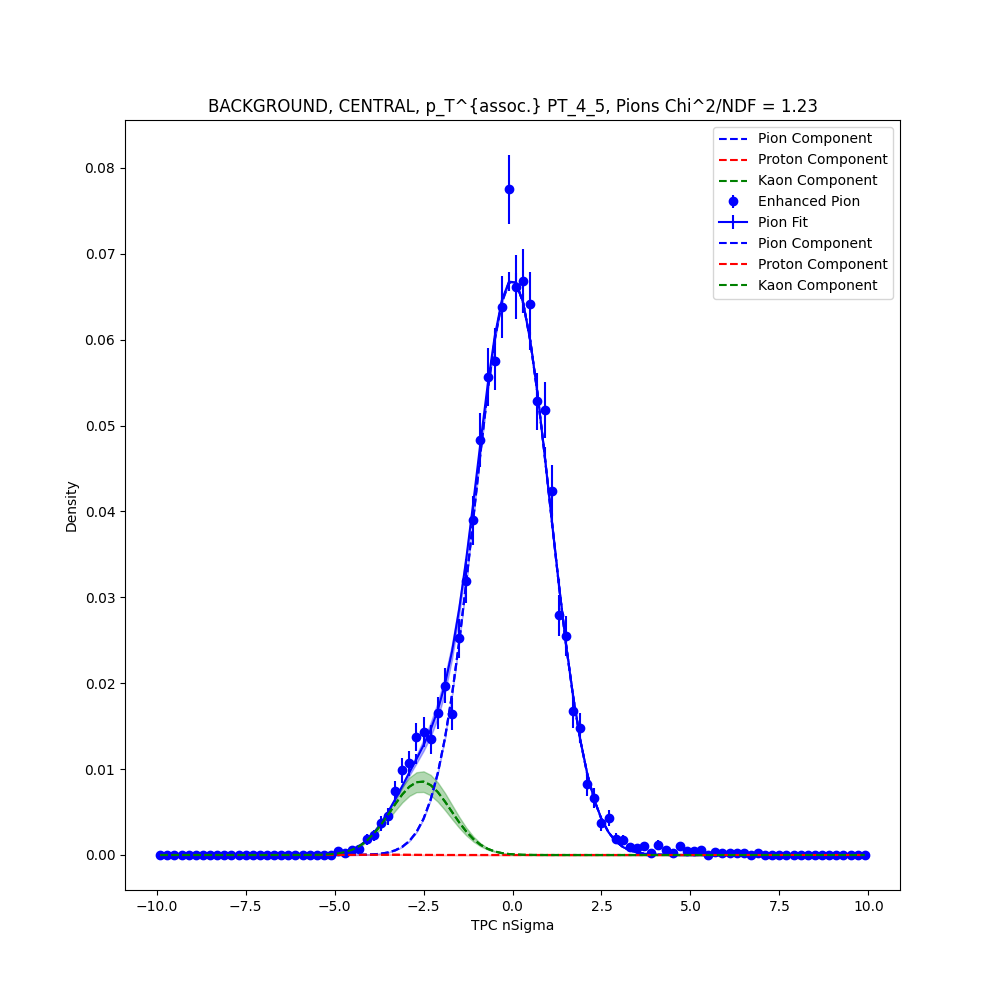 BACKGROUND, CENTRAL, p_T^{assoc.} PT_4_5, Pions Chi^2/NDF = 1.23
Pion Component
Proton Component
Kaon Component
Enhanced Pion
Pion Fit
Pion Component
Proton Component
Kaon Component
0.08
0.07
0.06
0.05
0.04
0.03
0.02
0.01
0.00
Density
−10.0 −7.5 −5.0 −2.5 0.0 2.5 5.0 7.5 10.0
TPC nSigma